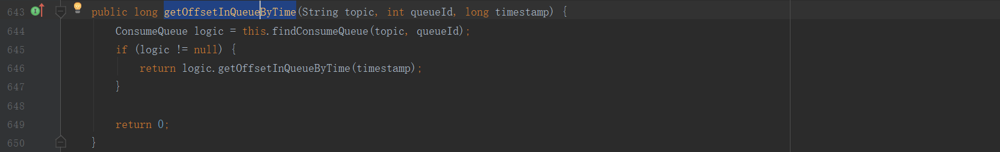 643 public long getOffsetInQueueByTime(String topic, int queueId, long timestamp) {
644 ConsumeQueue logic = this.findConsumeQueue(topic, queueId);
645 if (logic != null) {
646 return logic.getOffsetInQueueByTime(timestamp);
647 }
648
649 return 0;
650 }